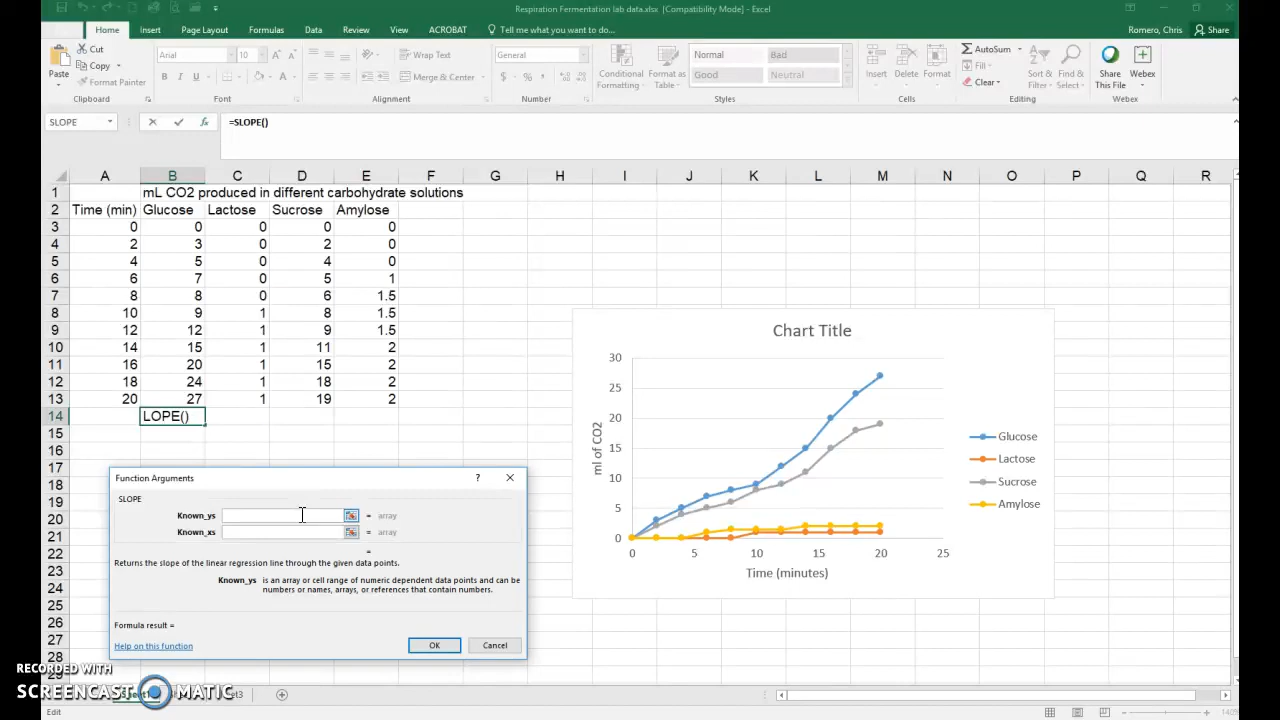 Respiration Fermentation lab data.xlsx [Compatibility Mode] - Excel
Home Insert Page Layout Formulas Data Review View ACROBAT Tell me what you want to do... Romero, Chris Share
Cut
Copy
Format Painter
Paste
Clipboard
Arial 10
B I U
Font
Wrap Text
Merge & Center
Alignment
General
$ % ,
Number
Conditional Formatting
Format as Table
Normal Bad
Good Neutral
Styles
Insert Delete Format
Cells
AutoSum
Fill
Clear
Sort & Filter
Find & Select
Editing
Share This File
Webex
Webex
SLOPE fx =SLOPE()
A B C D E F G H I J K L M N O P Q R
1 mL CO2 produced in different carbohydrate solutions
2 Time (min) Glucose Lactose Sucrose Amylose
3 0 0 0 0 0
4 2 3 0 2 0
5 4 5 0 4 0
6 6 7 0 5 1
7 8 8 0 6 1.5
8 10 9 1 8 1.5
9 12 12 1 9 1.5
10 14 15 1 11 2
11 16 20 1 15 2
12 18 24 1 18 2
13 20 27 1 19 2
14 LOPE()
15
16
17
18
19
20
21
22
23
24
25
26
27
28
29
Function Arguments ?
SLOPE
Known_ys = array
Known_xs = array
=
Returns the slope of the linear regression line through the given data points.
Known_ys is an array or cell range of numeric dependent data points and can be
numbers or names, arrays, or references that contain numbers.
Formula result =
Help on this function OK Cancel
Chart Title
30
25
20
15
10
5
0
ml of CO2
0 5 10 15 20 25
Time (minutes)
Glucose
Lactose
Sucrose
Amylose
RECORDED WITH
SCREENCAST MATIC
Edit